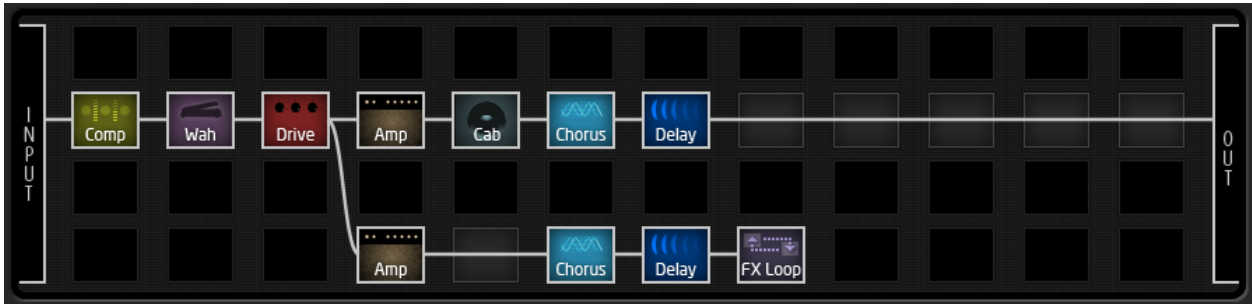 INPUT
Comp
Wah
Drive
Amp
Cab
Chorus
Delay
OUT
Amp
Chorus
Delay
FX Loop